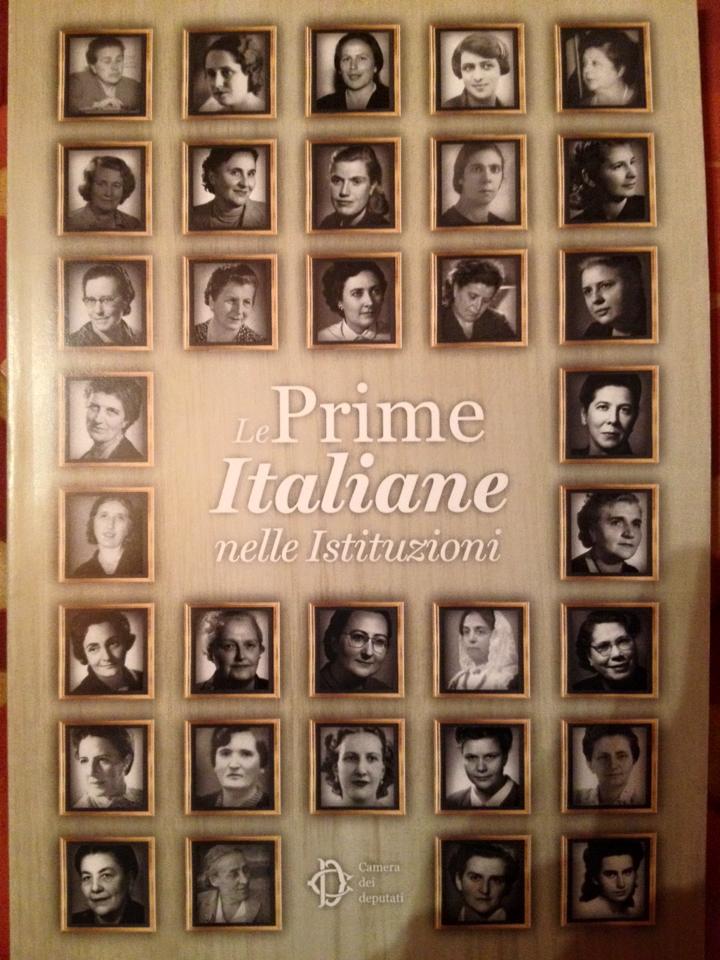 Le Prime
Italiane
nelle Istituzioni
Camera
dei
deputati